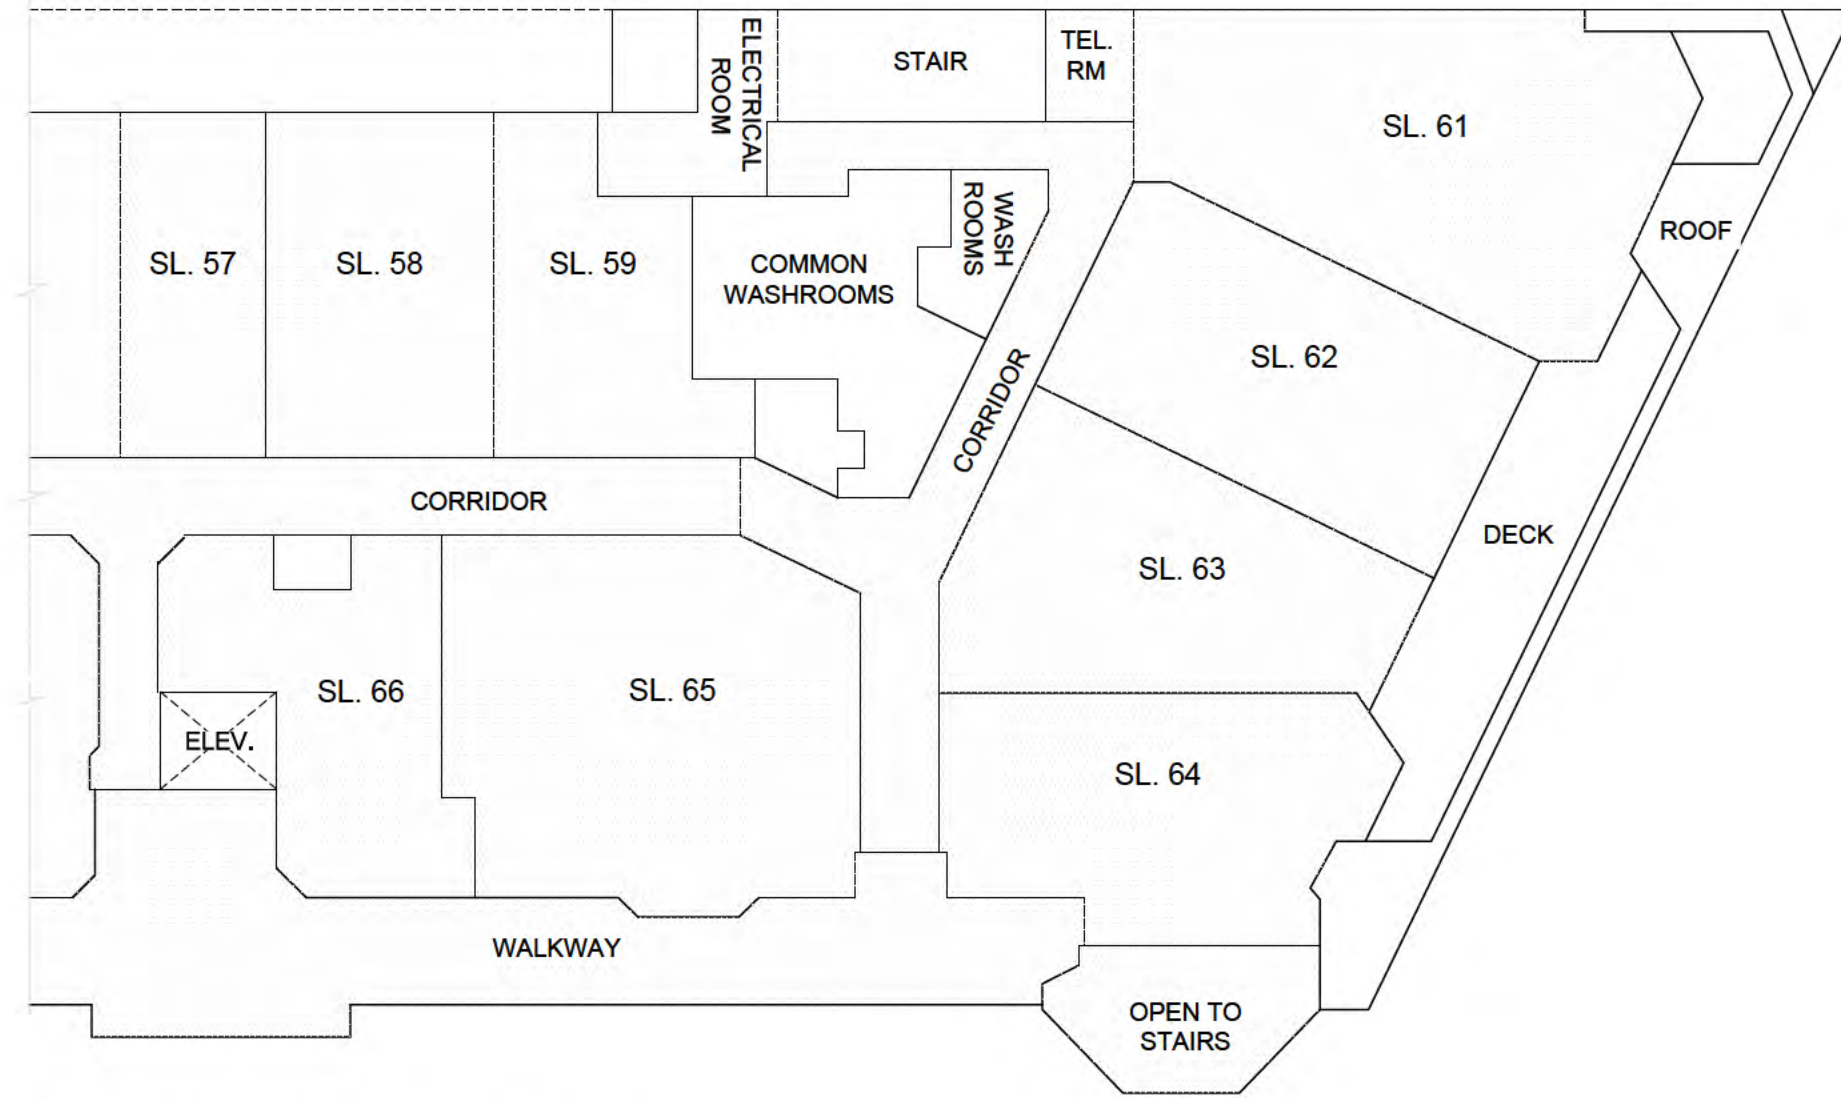 ELECTRICAL
ROOM
STAIR
TEL.
RM
SL. 61
ROOF
SL. 57
SL. 58
SL. 59
COMMON
WASHROOMS
WASH
ROOMS
SL. 62
CORRIDOR
CORRIDOR
DECK
SL. 63
SL. 66
SL. 65
ELEV.
SL. 64
WALKWAY
OPEN TO
STAIRS